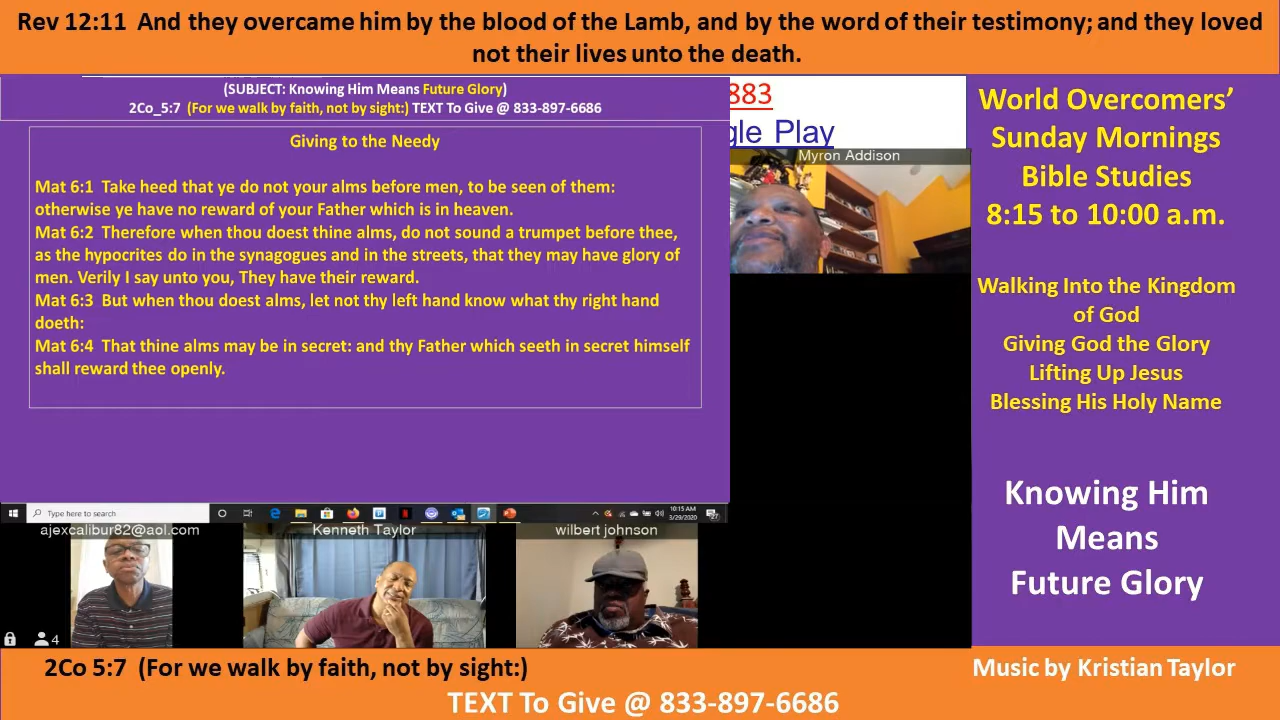 Rev 12:11  And they overcame him by the blood of the Lamb, and by the word of their testimony; and they loved
not their lives unto the death.
(SUBJECT: Knowing Him Means Future Glory)
2Co_5:7  (For we walk by faith, not by sight:) TEXT To Give @ 833-897-6686
Giving to the Needy
Mat 6:1  Take heed that ye do not your alms before men, to be seen of them:
otherwise ye have no reward of your Father which is in heaven.
Mat 6:2  Therefore when thou doest thine alms, do not sound a trumpet before thee,
as the hypocrites do in the synagogues and in the streets, that they may have glory of
men. Verily I say unto you, They have their reward.
Mat 6:3  But when thou doest alms, let not thy left hand know what thy right hand
doeth:
Mat 6:4  That thine alms may be in secret: and thy Father which seeth in secret himself
shall reward thee openly.
883
gle Play
Myron Addison
World Overcomers'
Sunday Mornings
Bible Studies
8:15 to 10:00 a.m.
Walking Into the Kingdom
of God
Giving God the Glory
Lifting Up Jesus
Blessing His Holy Name
Knowing Him
Means
Future Glory
Type here to search
10:15 AM
3/29/2020
ajexcalibur82@aol.com
Kenneth Taylor
wilbert johnson
4
2Co 5:7  (For we walk by faith, not by sight:)
Music by Kristian Taylor
TEXT To Give @ 833-897-6686